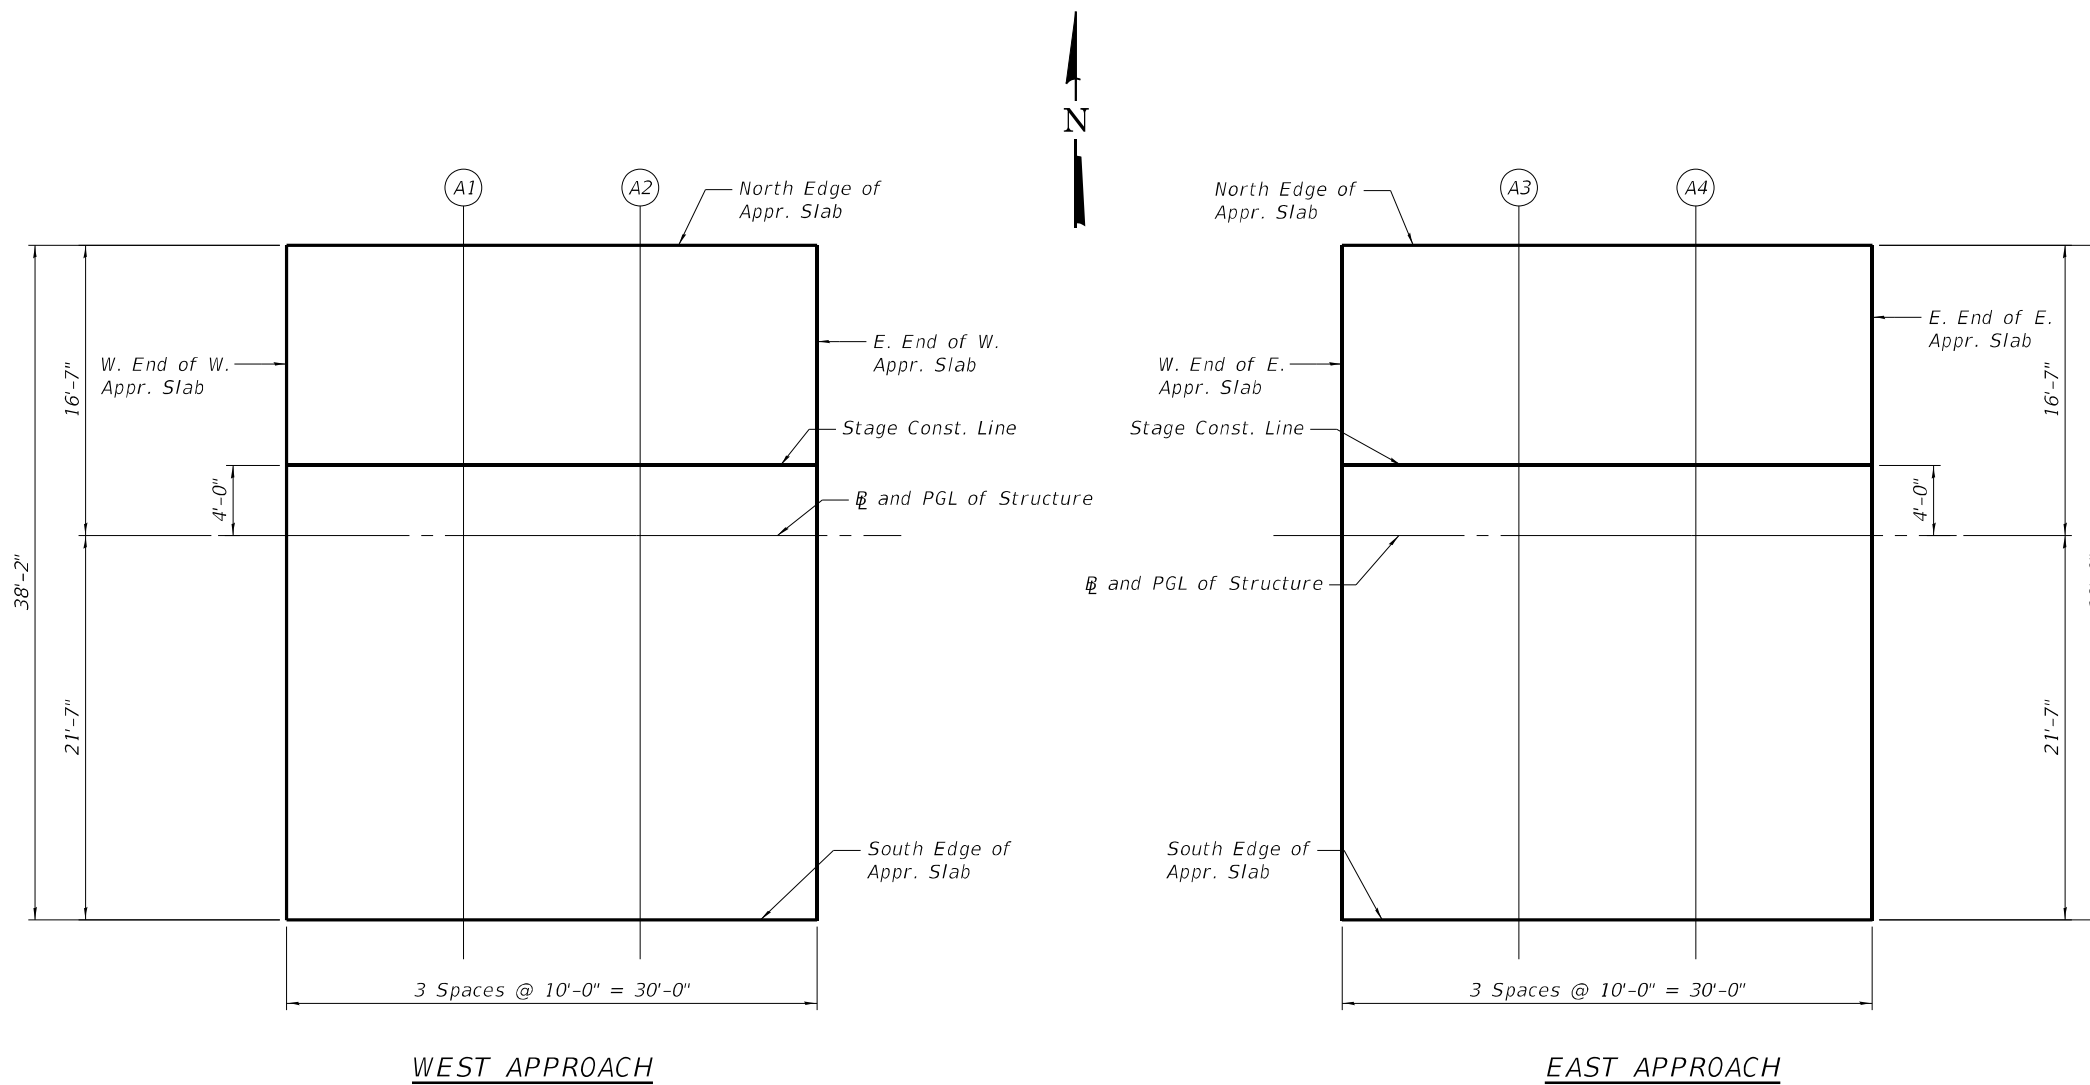 N
A1
A2
North Edge of
Appr. Slab
W. End of W.
Appr. Slab
E. End of W.
Appr. Slab
Stage Const. Line
℄ and PGL of Structure
16'-7"
4'-0"
38'-2"
21'-7"
South Edge of
Appr. Slab
3 Spaces @ 10'-0" = 30'-0"
WEST APPROACH
A3
A4
North Edge of
Appr. Slab
W. End of E.
Appr. Slab
E. End of E.
Appr. Slab
Stage Const. Line
BL and PGL of Structure
16'-7"
4'-0"
21'-7"
South Edge of
Appr. Slab
3 Spaces @ 10'-0" = 30'-0"
EAST APPROACH